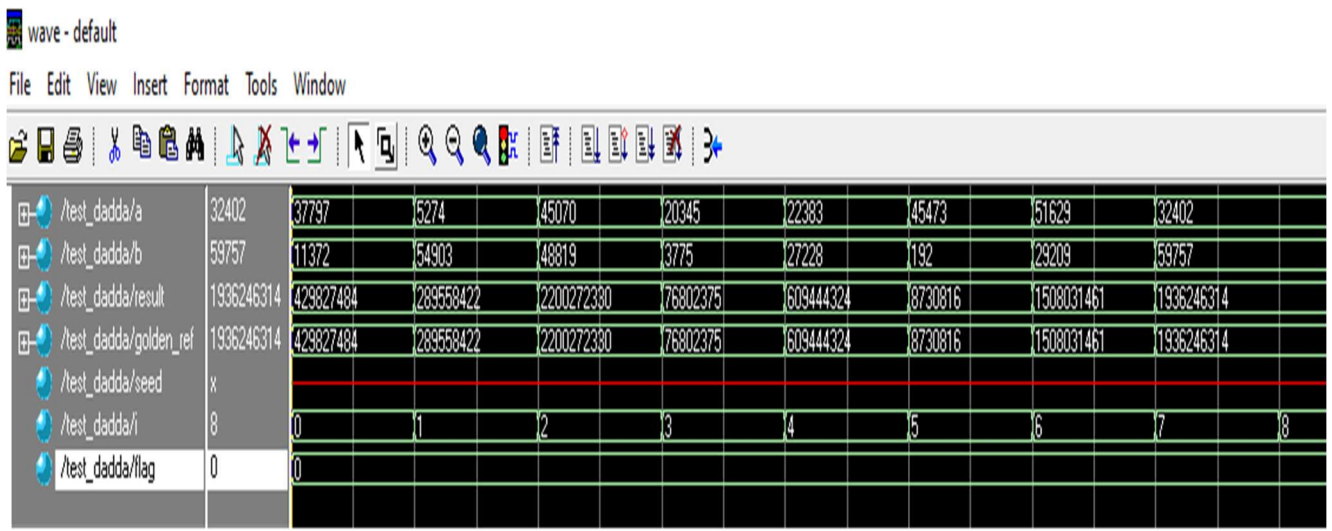 wave - default
File Edit View Insert Format Tools Window
/test_dadda/a 32402 37797 5274 45070 20345 22383 45473 51629 32402
/test_dadda/b 59757 11372 54903 48819 3775 27228 192 29209 59757
/test_dadda/result 1936246314 429827484 289558422 2200272330 76802375 609444324 8730816 1508031461 1936246314
/test_dadda/golden_ref 1936246314 429827484 289558422 2200272330 76802375 609444324 8730816 1508031461 1936246314
/test_dadda/seed x
/test_dadda/i 8 0 1 2 3 4 5 6 7 8
/test_dadda/flag 0 0